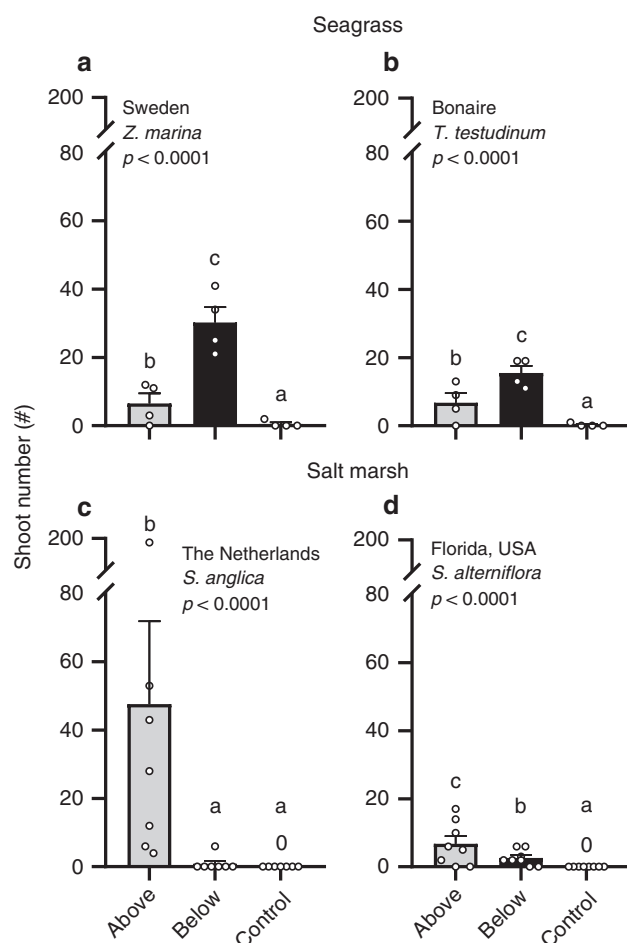 Seagrass
a
b
200
80
60
40
20
0
Sweden
Z. marina
p < 0.0001
b
c
a
200
80
60
40
20
0
Bonaire
T. testudinum
p < 0.0001
b
c
a
Shoot number (#)
Salt marsh
c
d
200
80
60
40
20
0
b
The Netherlands
S. anglica
p < 0.0001
a
a
0
Above
Below
Control
200
80
60
40
20
0
Florida, USA
S. alterniflora
p < 0.0001
c
b
a
0
Above
Below
Control